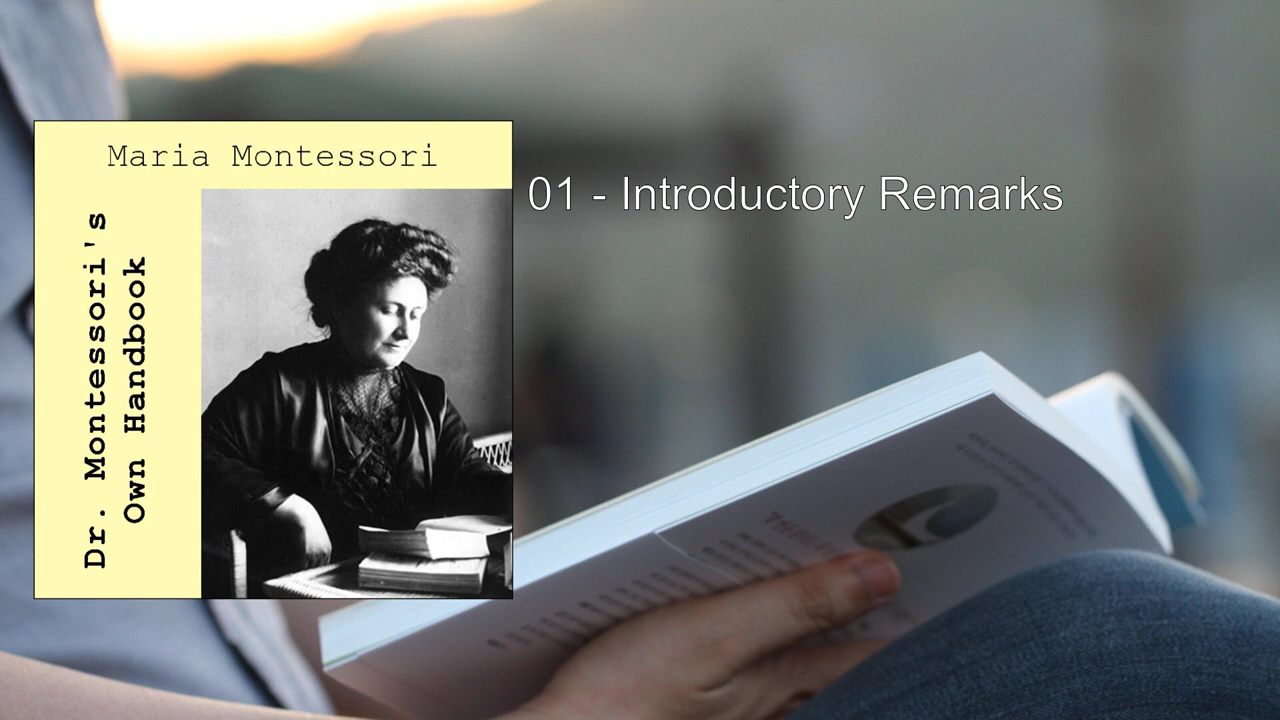 Maria Montessori
Dr. Montessori's
Own Handbook
01 - Introductory Remarks